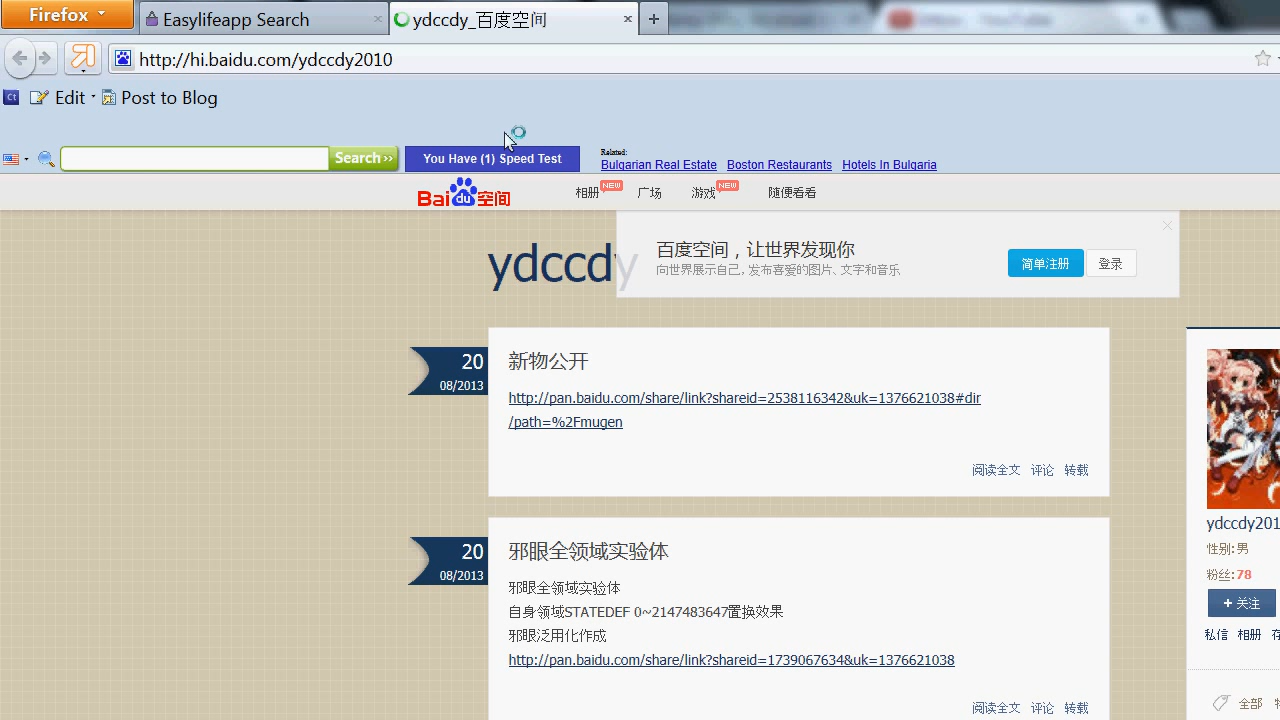 Firefox
Easylifeapp Search
ydccdy_百度空间
http://hi.baidu.com/ydccdy2010
Ct
Edit
Post to Blog
Search ››
You Have (1) Speed Test
Related:
Bulgarian Real Estate
Boston Restaurants
Hotels In Bulgaria
Bai du 空间
相册 NEW
广场
游戏 NEW
随便看看
ydccdy
百度空间，让世界发现你
向世界展示自己，发布喜爱的图片、文字和音乐
简单注册
登录
20
08/2013
新物公开
http://pan.baidu.com/share/link?shareid=2538116342&uk=1376621038#dir
/path=%2Fmugen
阅读全文 评论 转载
20
08/2013
邪眼全领域实验体
邪眼全领域实验体
自身领域STATEDEF 0~2147483647置换效果
邪眼泛用化作成
http://pan.baidu.com/share/link?shareid=1739067634&uk=1376621038
阅读全文 评论 转载
ydccdy201
性别:男
粉丝:78
+ 关注
私信 相册
全部